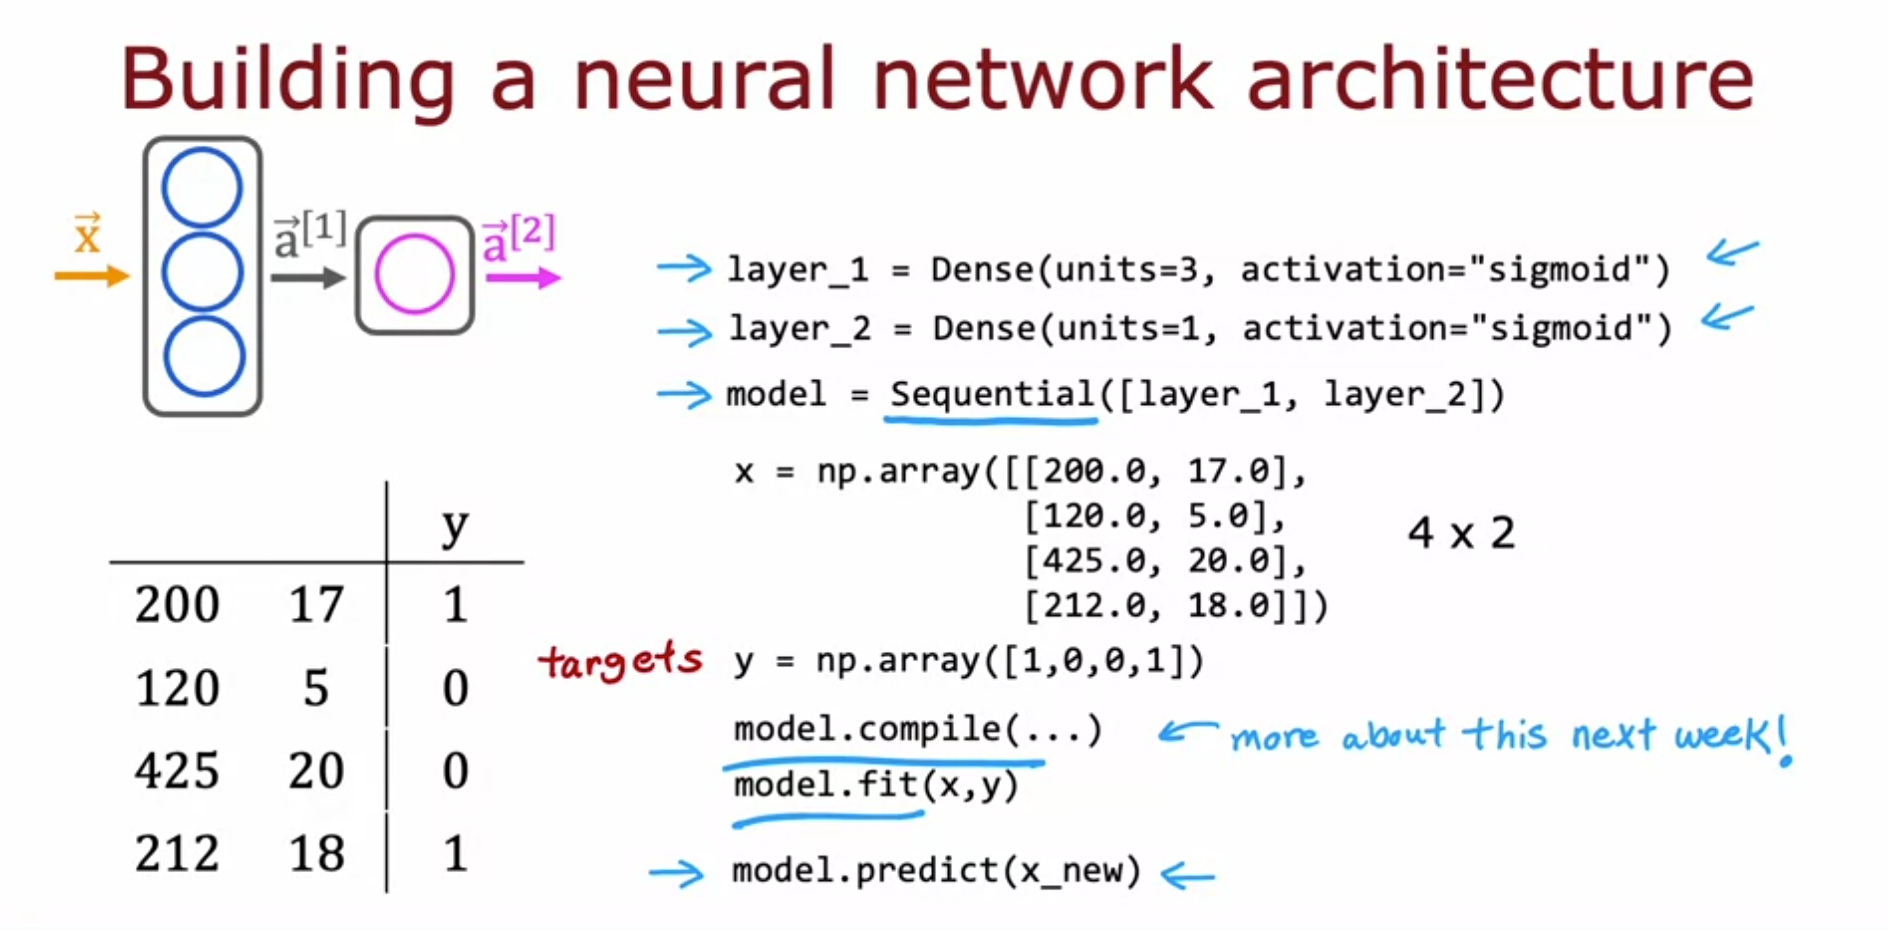 Building a neural network architecture
x⃗
a⃗[1]
a⃗[2]
layer_1 = Dense(units=3, activation="sigmoid")
layer_2 = Dense(units=1, activation="sigmoid")
model = Sequential([layer_1, layer_2])
x = np.array([[200.0, 17.0],
[120.0, 5.0],
[425.0, 20.0],
[212.0, 18.0]])
4 x 2
targets y = np.array([1,0,0,1])
model.compile(...) more about this next week!
model.fit(x,y)
model.predict(x_new)
y
200 17 1
120 5 0
425 20 0
212 18 1